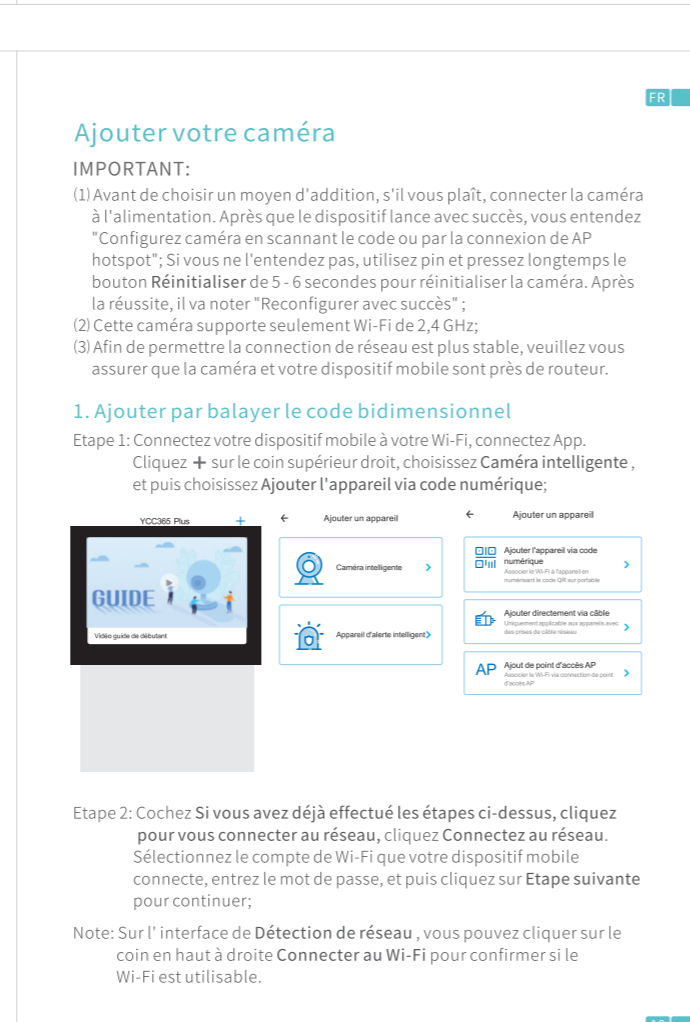 FR
Ajouter votre caméra
IMPORTANT:
(1) Avant de choisir un moyen d'addition, s'il vous plaît, connecter la caméra
à l'alimentation. Après que le dispositif lance avec succès, vous entendez
"Configurez caméra en scannant le code ou par la connexion de AP
hotspot"; Si vous ne l'entendez pas, utilisez pin et pressez longtemps le
bouton Réinitialiser de 5 - 6 secondes pour réinitialiser la caméra. Après
la réussite, il va noter "Reconfigurer avec succès" ;
(2) Cette caméra supporte seulement Wi-Fi de 2,4 GHz;
(3) Afin de permettre la connection de réseau est plus stable, veuillez vous
assurer que la caméra et votre dispositif mobile sont près de routeur.
1. Ajouter par balayer le code bidimensionnel
Etape 1: Connectez votre dispositif mobile à votre Wi-Fi, connectez App.
Cliquez + sur le coin supérieur droit, choisissez Caméra intelligente ,
et puis choisissez Ajouter l'appareil via code numérique;
YCC365 Plus +
GUIDE
Vidéo guide de débutant
← Ajouter un appareil
Caméra intelligente >
Appareil d'alerte intelligent >
← Ajouter un appareil
Ajouter l'appareil via code
numérique
Associer le Wi-Fi à l'appareil en
numérisant le code QR sur portable
>
Ajouter directement via câble
Uniquement applicable aux appareils avec
des prises de câble réseau
>
AP Ajout de point d'accès AP
Associer le Wi-Fi via connection de point
d'accès AP
>
Etape 2: Cochez Si vous avez déjà effectué les étapes ci-dessus, cliquez
pour vous connecter au réseau, cliquez Connectez au réseau.
Sélectionnez le compte de Wi-Fi que votre dispositif mobile
connecte, entrez le mot de passe, et puis cliquez sur Etape suivante
pour continuer;
Note: Sur l' interface de Détection de réseau , vous pouvez cliquer sur le
coin en haut à droite Connecter au Wi-Fi pour confirmer si le
Wi-Fi est utilisable.